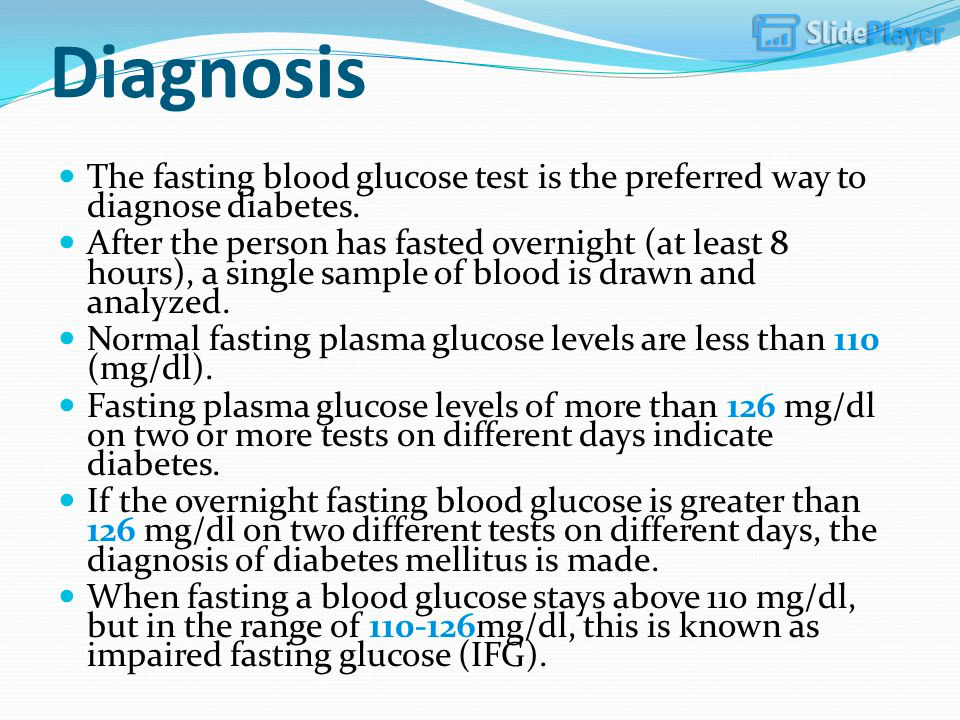 SlidePlayer
Diagnosis
The fasting blood glucose test is the preferred way to
diagnose diabetes.
After the person has fasted overnight (at least 8
hours), a single sample of blood is drawn and
analyzed.
Normal fasting plasma glucose levels are less than 110
(mg/dl).
Fasting plasma glucose levels of more than 126 mg/dl
on two or more tests on different days indicate
diabetes.
If the overnight fasting blood glucose is greater than
126 mg/dl on two different tests on different days, the
diagnosis of diabetes mellitus is made.
When fasting a blood glucose stays above 110 mg/dl,
but in the range of 110-126mg/dl, this is known as
impaired fasting glucose (IFG).